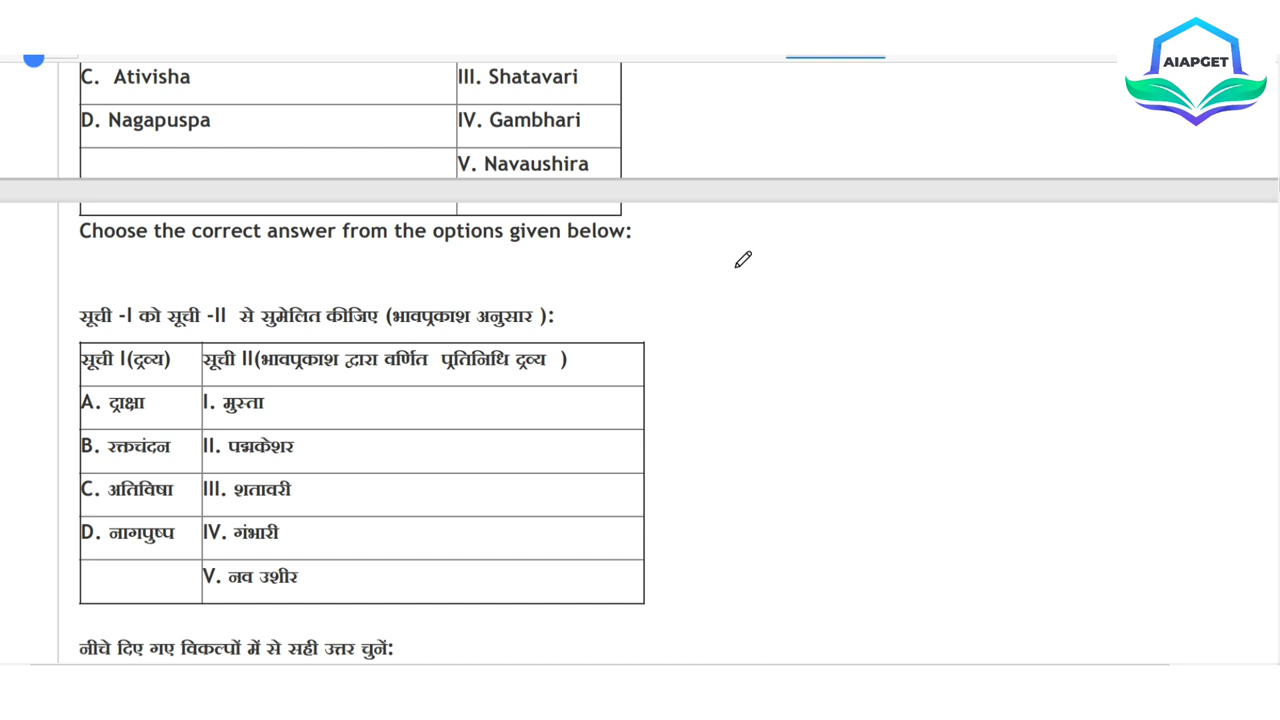 AIAPGET
C. Ativisha III. Shatavari
D. Nagapuspa IV. Gambhari
V. Navaushira
Choose the correct answer from the options given below:
सूची -I को सूची -II से सुमेलित कीजिए (भावप्रकाश अनुसार ):
सूची I(द्रव्य) सूची II(भावप्रकाश द्वारा वर्णित प्रतिनिधि द्रव्य )
A. द्राक्षा I. मुस्ता
B. रक्तचंदन II. पद्मकेशर
C. अतिविषा III. शतावरी
D. नागपुष्प IV. गंभारी
V. नव उशीर
नीचे दिए गए विकल्पों में से सही उत्तर चुनें: